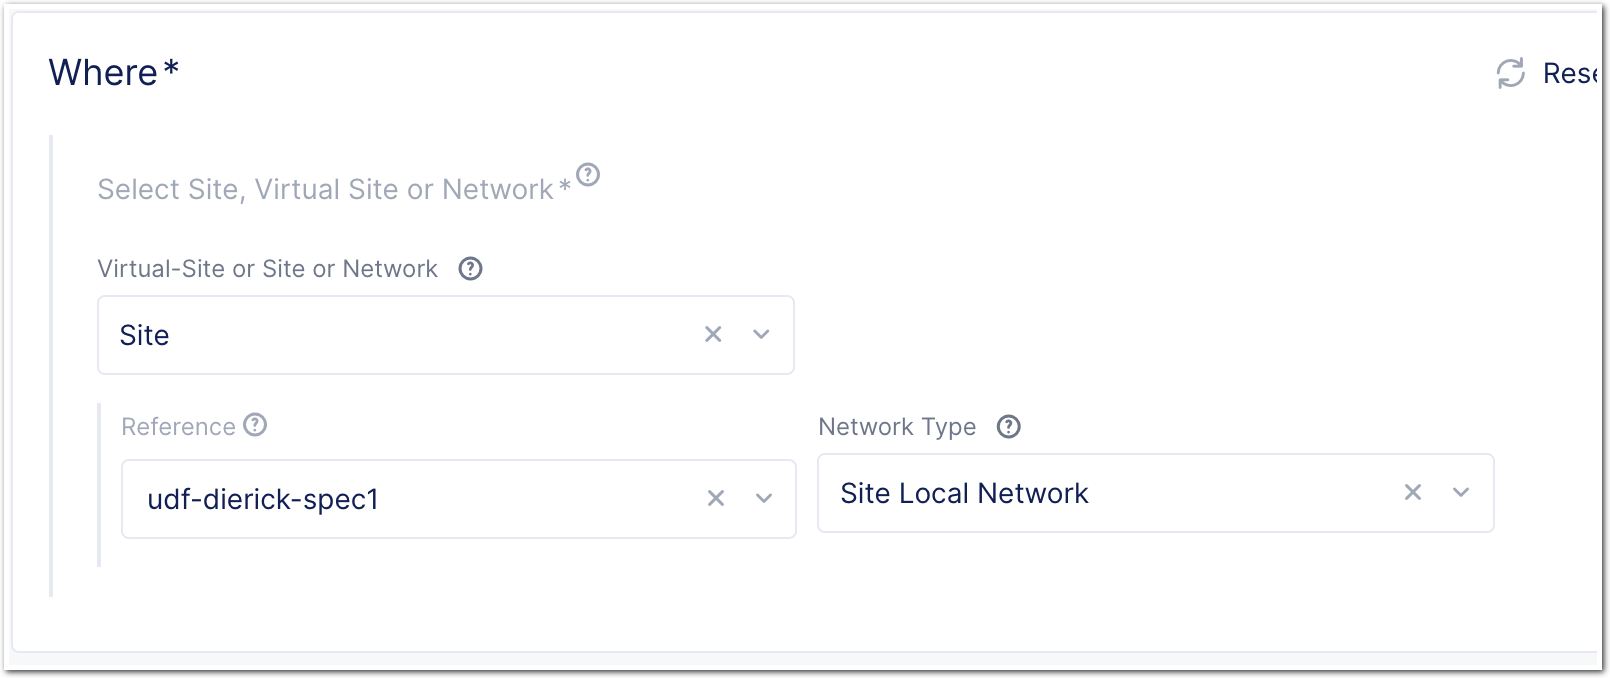 Where*
Rese
Select Site, Virtual Site or Network*
Virtual-Site or Site or Network
Site
Reference
Network Type
udf-dierick-spec1
Site Local Network